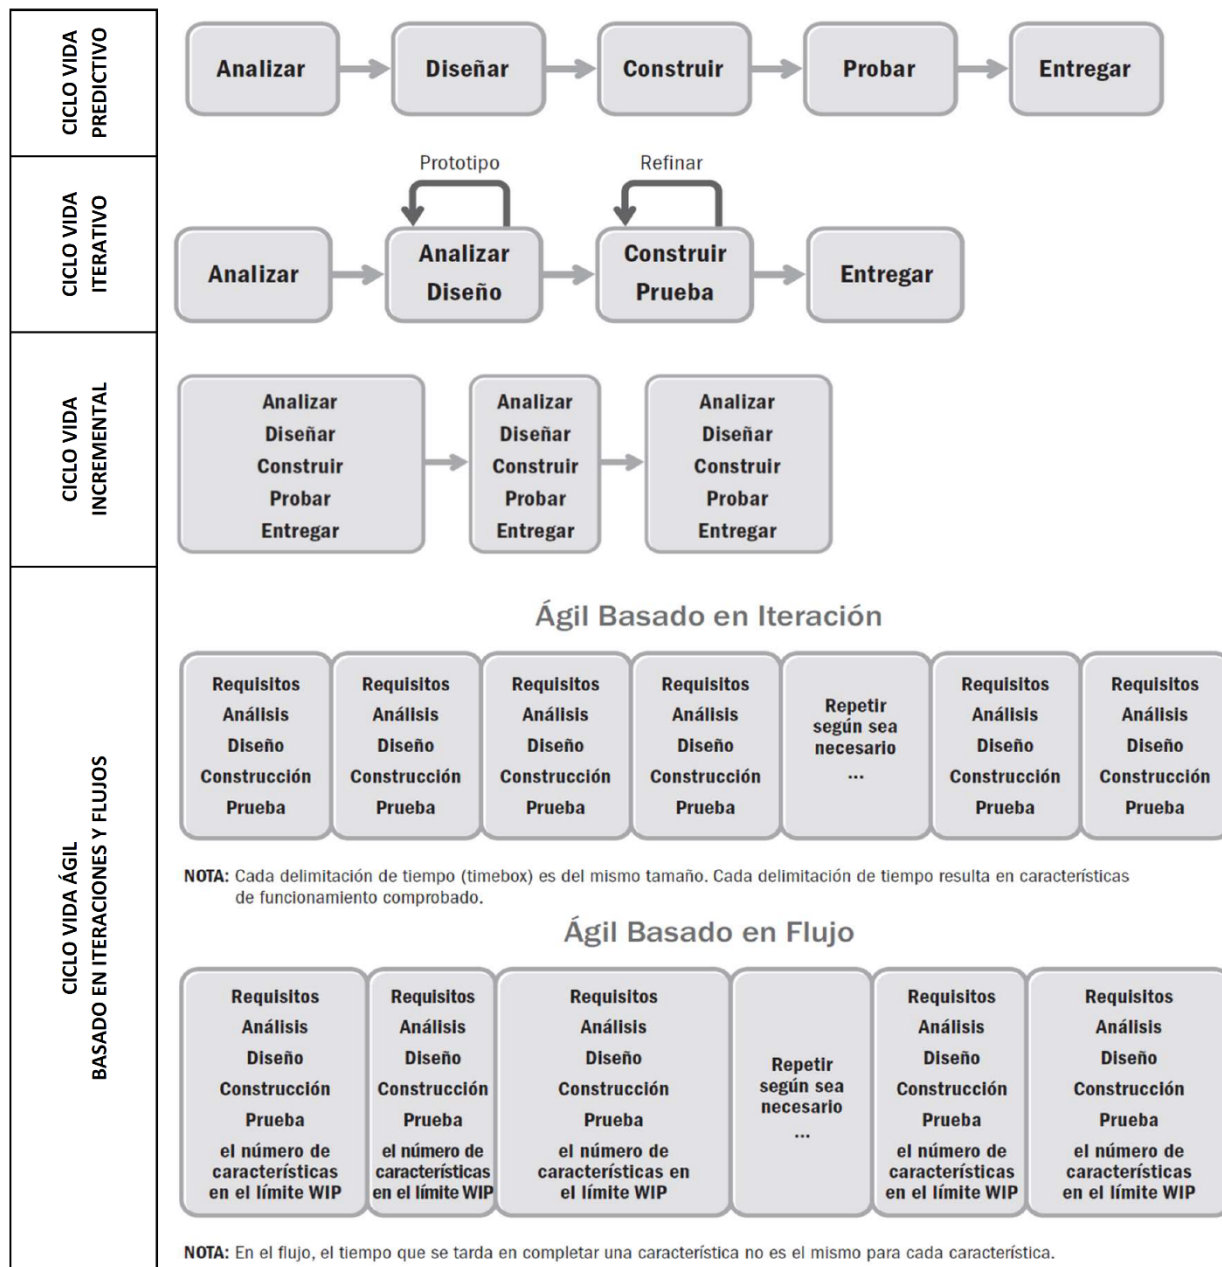 CICLO VIDA
PREDICTIVO
Analizar
Diseñar
Construir
Probar
Entregar
CICLO VIDA
ITERATIVO
Prototipo
Refinar
Analizar
Analizar
Diseño
Construir
Prueba
Entregar
CICLO VIDA
INCREMENTAL
Analizar
Diseñar
Construir
Probar
Entregar
Analizar
Diseñar
Construir
Probar
Entregar
Analizar
Diseñar
Construir
Probar
Entregar
CICLO VIDA ÁGIL
BASADO EN ITERACIONES Y FLUJOS
Ágil Basado en Iteración
Requisitos
Análisis
Diseño
Construcción
Prueba
Requisitos
Análisis
Diseño
Construcción
Prueba
Requisitos
Análisis
Diseño
Construcción
Prueba
Requisitos
Análisis
Diseño
Construcción
Prueba
Repetir
según sea
necesario
...
Requisitos
Análisis
Diseño
Construcción
Prueba
Requisitos
Análisis
Diseño
Construcción
Prueba
NOTA: Cada delimitación de tiempo (timebox) es del mismo tamaño. Cada delimitación de tiempo resulta en características
de funcionamiento comprobado.
Ágil Basado en Flujo
Requisitos
Análisis
Diseño
Construcción
Prueba
el número de
características
en el límite WIP
Requisitos
Análisis
Diseño
Construcción
Prueba
el número de
características
en el límite WIP
Requisitos
Análisis
Diseño
Construcción
Prueba
el número de
características en
el límite WIP
Repetir
según sea
necesario
...
Requisitos
Análisis
Diseño
Construcción
Prueba
el número de
características
en el límite WIP
Requisitos
Análisis
Diseño
Construcción
Prueba
el número de
características
en el límite WIP
NOTA: En el flujo, el tiempo que se tarda en completar una característica no es el mismo para cada característica.